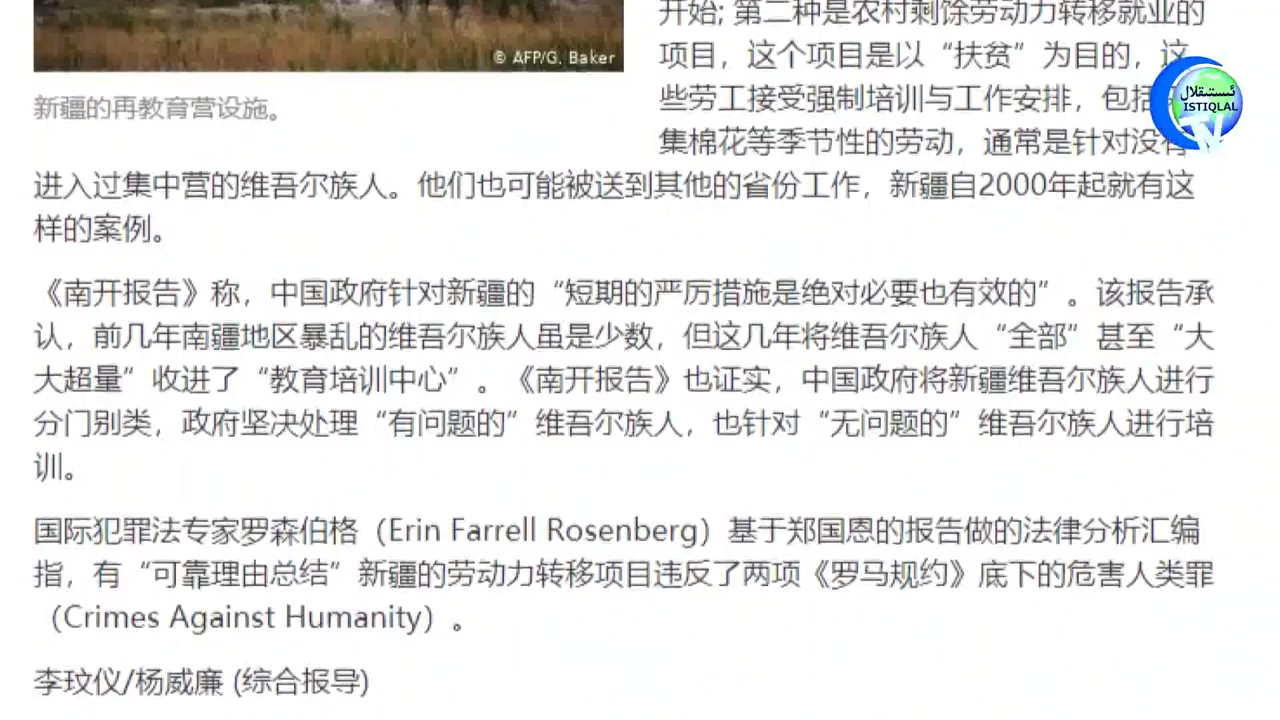 开始; 第二种是农村剩余劳动力转移就业的
© AFP/G. Baker
项目，这个项目是以“扶贫”为目的，这
些劳工接受强制培训与工作安排，包括
新疆的再教育营设施。
集棉花等季节性的劳动，通常是针对没有
ئىستىقلال
ISTIQLAL
TV
进入过集中营的维吾尔族人。他们也可能被送到其他的省份工作，新疆自2000年起就有这
样的案例。
《南开报告》称，中国政府针对新疆的“短期的严厉措施是绝对必要也有效的”。该报告承
认，前几年南疆地区暴乱的维吾尔族人虽是少数，但这几年将维吾尔族人“全部”甚至“大
大超量”收进了“教育培训中心”。《南开报告》也证实，中国政府将新疆维吾尔族人进行
分门别类，政府坚决处理“有问题的”维吾尔族人，也针对“无问题的”维吾尔族人进行培
训。
国际犯罪法专家罗森伯格（Erin Farrell Rosenberg）基于郑国恩的报告做的法律分析汇编
指，有“可靠理由总结”新疆的劳动力转移项目违反了两项《罗马规约》底下的危害人类罪
（Crimes Against Humanity）。
李玟仪/杨威廉 (综合报导)